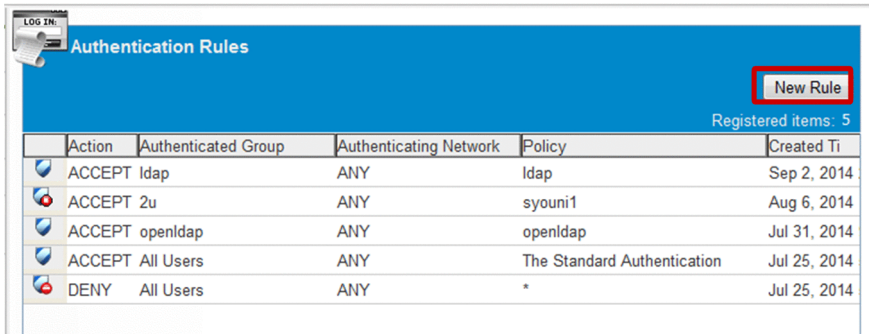 LOG IN:
Authentication Rules
New Rule
Registered items: 5
Action Authenticated Group Authenticating Network Policy Created Ti
ACCEPT ldap ANY ldap Sep 2, 2014
ACCEPT 2u ANY syouni1 Aug 6, 2014
ACCEPT openldap ANY openldap Jul 31, 2014
ACCEPT All Users ANY The Standard Authentication Jul 25, 2014
DENY All Users ANY * Jul 25, 2014